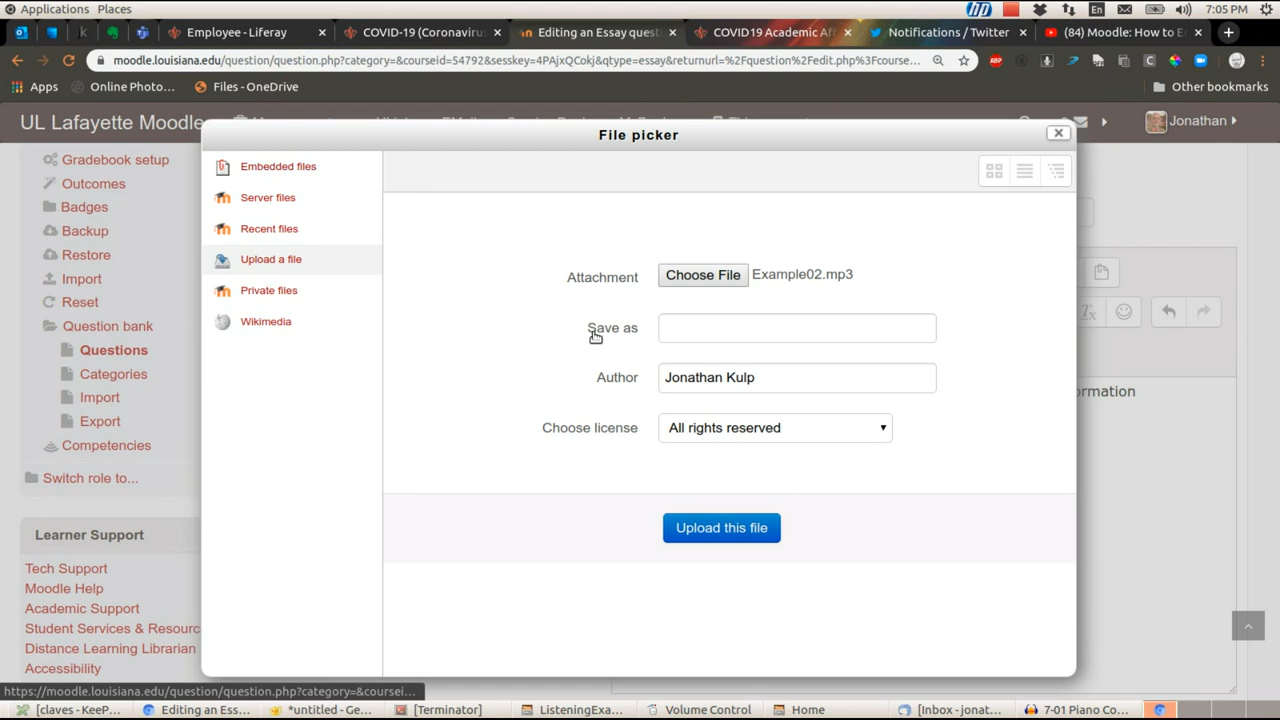 Applications Places
En
7:05 PM
Employee - Liferay
COVID-19 (Coronavirus
Editing an Essay quest
COVID19 Academic Aff
Notifications / Twitter
(84) Moodle: How to E
moodle.louisiana.edu/question/question.php?category=&courseid=54792&sesskey=4PAjxQCokj&qtype=essay&returnurl=%2Fquestion%2Fedit.php%3Fcourse...
Apps
Online Photo...
Files - OneDrive
Other bookmarks
UL Lafayette Moodle
Jonathan
File picker
Gradebook setup
Outcomes
Badges
Backup
Restore
Import
Reset
Question bank
Questions
Categories
Import
Export
Competencies
Switch role to...
Learner Support
Tech Support
Moodle Help
Academic Support
Student Services & Resourc
Distance Learning Librarian
Accessibility
Embedded files
Server files
Recent files
Upload a file
Private files
Wikimedia
Attachment Choose File Example02.mp3
Save as
Author Jonathan Kulp
Choose license All rights reserved
Upload this file
ormation
https://moodle.louisiana.edu/question/question.php?category=&coursei...
[claves - KeeP...
Editing an Ess...
*untitled - Ge...
[Terminator]
ListeningExa...
Volume Control
Home
[Inbox - jonat...
7-01 Piano Co...